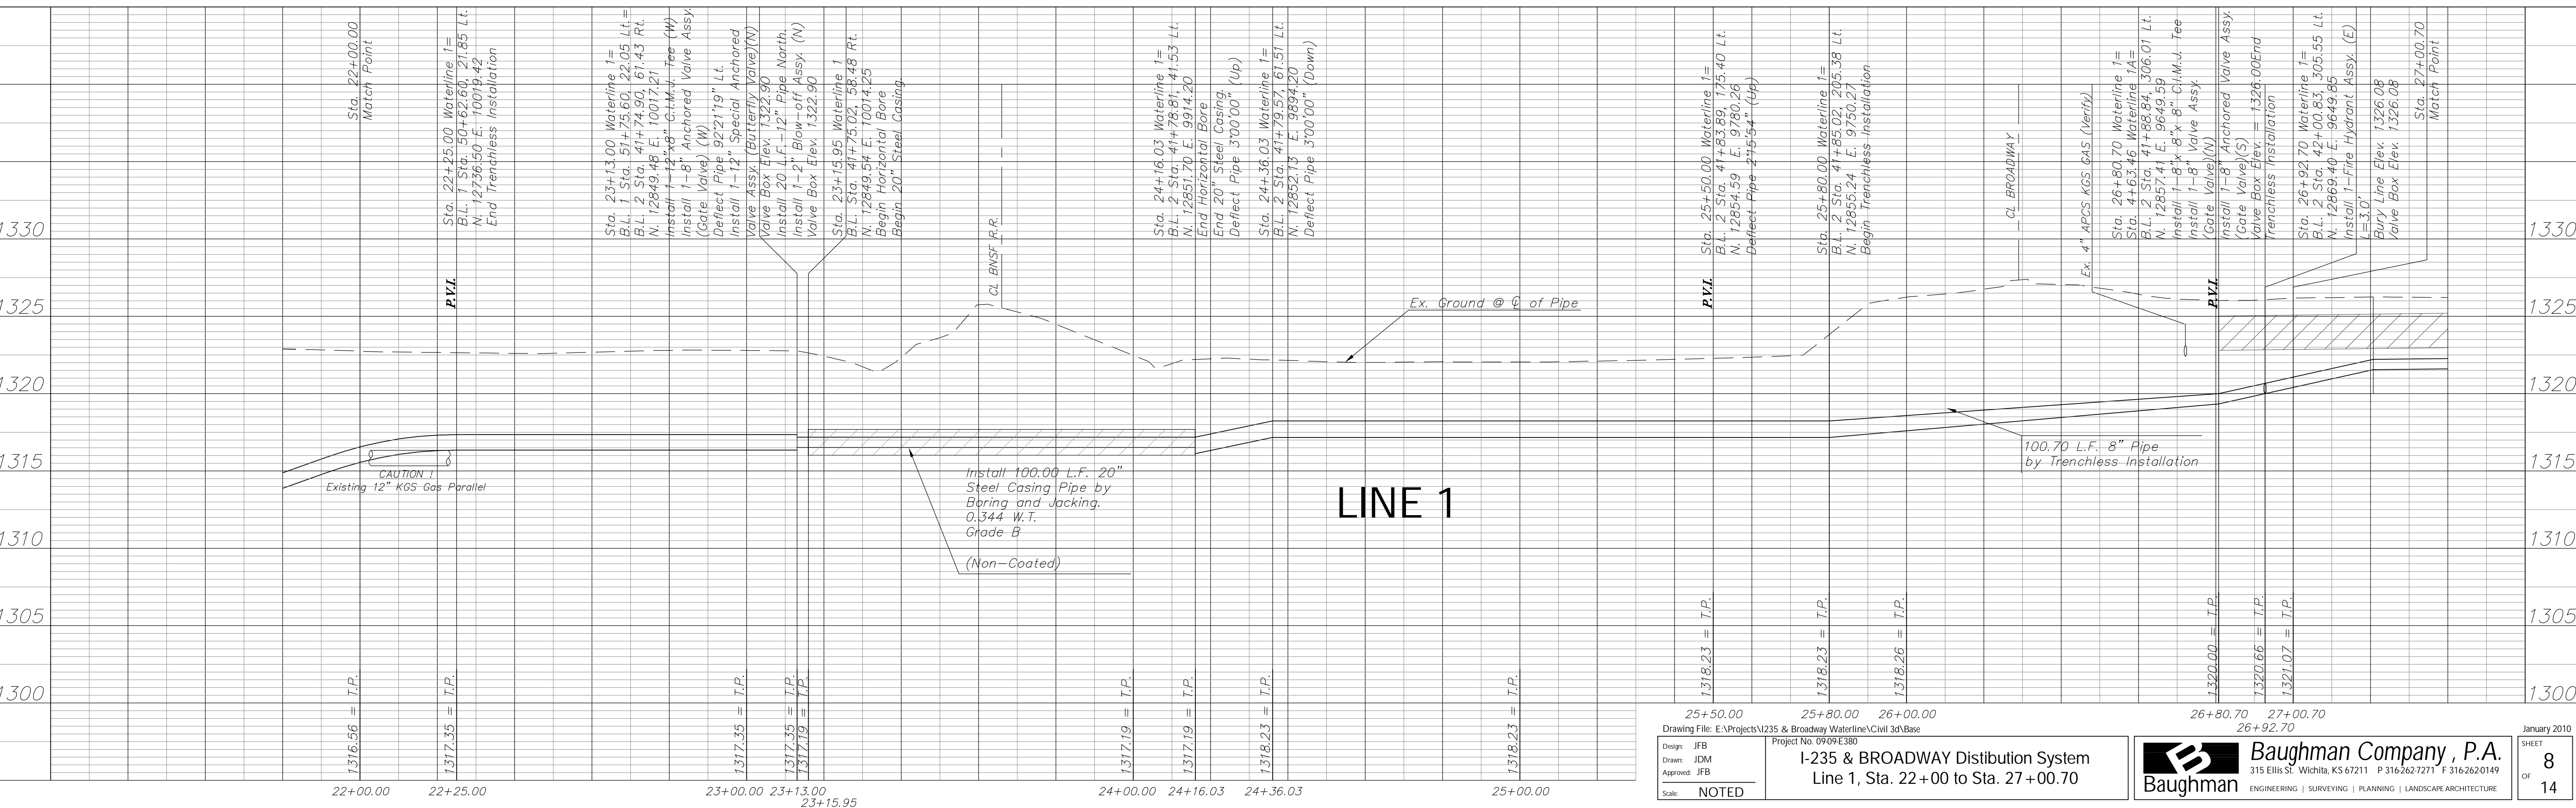 Sta. 22+00.00
Match Point
Sta. 22+25.00 Waterline 1=
B.L. 1 Sta. 50+62.60, 21.85 Lt.
N. 12736.50 E. 10019.42
End Trenchless Installation
P.V.I.
Sta. 23+13.00 Waterline 1=
B.L. 1 Sta. 51+75.60, 22.05 Lt.=
B.L. 2 Sta. 41+74.90, 61.43 Rt.
N. 12849.48 E. 10017.21
Install 1-12"x8" C.I.M.J. Tee (W)
Install 1-8" Anchored Valve Assy.
(Gate Valve) (W)
Deflect Pipe 92°21'19" Lt.
Install 1-12" Special Anchored
Valve Assy. (Butterfly Valve)(N)
Valve Box Elev. 1322.90
Install 20 L.F.-12" Pipe North.
Install 1-2" Blow-off Assy. (N)
Valve Box Elev. 1322.90
Sta. 23+15.95 Waterline 1
B.L. 1 Sta. 41+75.02, 58.48 Rt.
N. 12849.54 E. 10014.25
Begin Horizontal Bore
Begin 20" Steel Casing.
CL BNSF R.R.
Sta. 24+16.03 Waterline 1=
B.L. 2 Sta. 41+78.81, 41.53 Lt.
N. 12851.70 E. 9914.20
End Horizontal Bore
End 20" Steel Casing.
Deflect Pipe 3°00'00" (Up)
Sta. 24+36.03 Waterline 1=
B.L. 2 Sta. 41+79.57, 61.51 Lt.
N. 12852.13 E. 9894.20
Deflect Pipe 3°00'00" (Down)
Ex. Ground @ ℄ of Pipe
Sta. 25+50.00 Waterline 1=
B.L. 2 Sta. 41+83.89, 175.40 Lt.
N. 12854.59 E. 9780.26
Deflect Pipe 2°15'54" (Up)
P.V.I.
Sta. 25+80.00 Waterline 1=
B.L. 2 Sta. 41+85.02, 205.38 Lt.
N. 12855.24 E. 9750.27
Begin Trenchless Installation
CL BROADWAY
Ex. 4" APCS KGS GAS (Verify)
Sta. 26+80.70 Waterline 1=
Sta. 4+63.46 Waterline 1A=
B.L. 2 Sta. 41+88.84, 306.01 Lt.
N. 12857.41 E. 9649.59
Install 1-8"x 8"x 8" C.I.M.J. Tee
Install 1-8" Valve Assy.
(Gate Valve)(N)
Install 1-8" Anchored Valve Assy.
(Gate Valve)(S)
Valve Box Elev. = 1326.00End
Trenchless Installation
P.V.I.
Sta. 26+92.70 Waterline 1=
B.L. 2 Sta. 42+00.83, 305.55 Lt.
N. 12869.40 E. 9649.85
Install 1-Fire Hydrant Assy. (E)
L=3.0'
Bury Line Elev. 1326.08
Valve Box Elev. 1326.08
Sta. 27+00.70
Match Point
1330
1325
1320
1315
1310
1305
1300
1330
1325
1320
1315
1310
1305
1300
CAUTION !
Existing 12" KGS Gas Parallel
Install 100.00 L.F. 20"
Steel Casing Pipe by
Boring and Jacking.
0.344 W.T.
Grade B
(Non-Coated)
LINE 1
100.70 L.F. 8" Pipe
by Trenchless Installation
1316.56 = T.P.
1317.35 = T.P.
1317.35 = T.P.
1317.35 = T.P.
1317.19 = T.P.
1317.19 = T.P.
1317.19 = T.P.
1318.23 = T.P.
1318.23 = T.P.
1318.23 = T.P.
1318.23 = T.P.
1318.26 = T.P.
1320.00 = T.P.
1320.66 = T.P.
1321.07 = T.P.
22+00.00
22+25.00
23+00.00
23+13.00
23+15.95
24+00.00
24+16.03
24+36.03
25+00.00
25+50.00
25+80.00
26+00.00
26+80.70
26+92.70
27+00.70
Drawing File: E:\Projects\I235 & Broadway Waterline\Civil 3d\Base
January 2010
Design: JFB
Drawn: JDM
Approved: JFB
Scale: NOTED
Project No. 09-09-E380
I-235 & BROADWAY Distibution System
Line 1, Sta. 22+00 to Sta. 27+00.70
Baughman
Baughman Company, P.A.
315 Ellis St. Wichita, KS 67211 P 316-262-7271 F 316-262-0149
ENGINEERING | SURVEYING | PLANNING | LANDSCAPE ARCHITECTURE
SHEET
8
OF
14